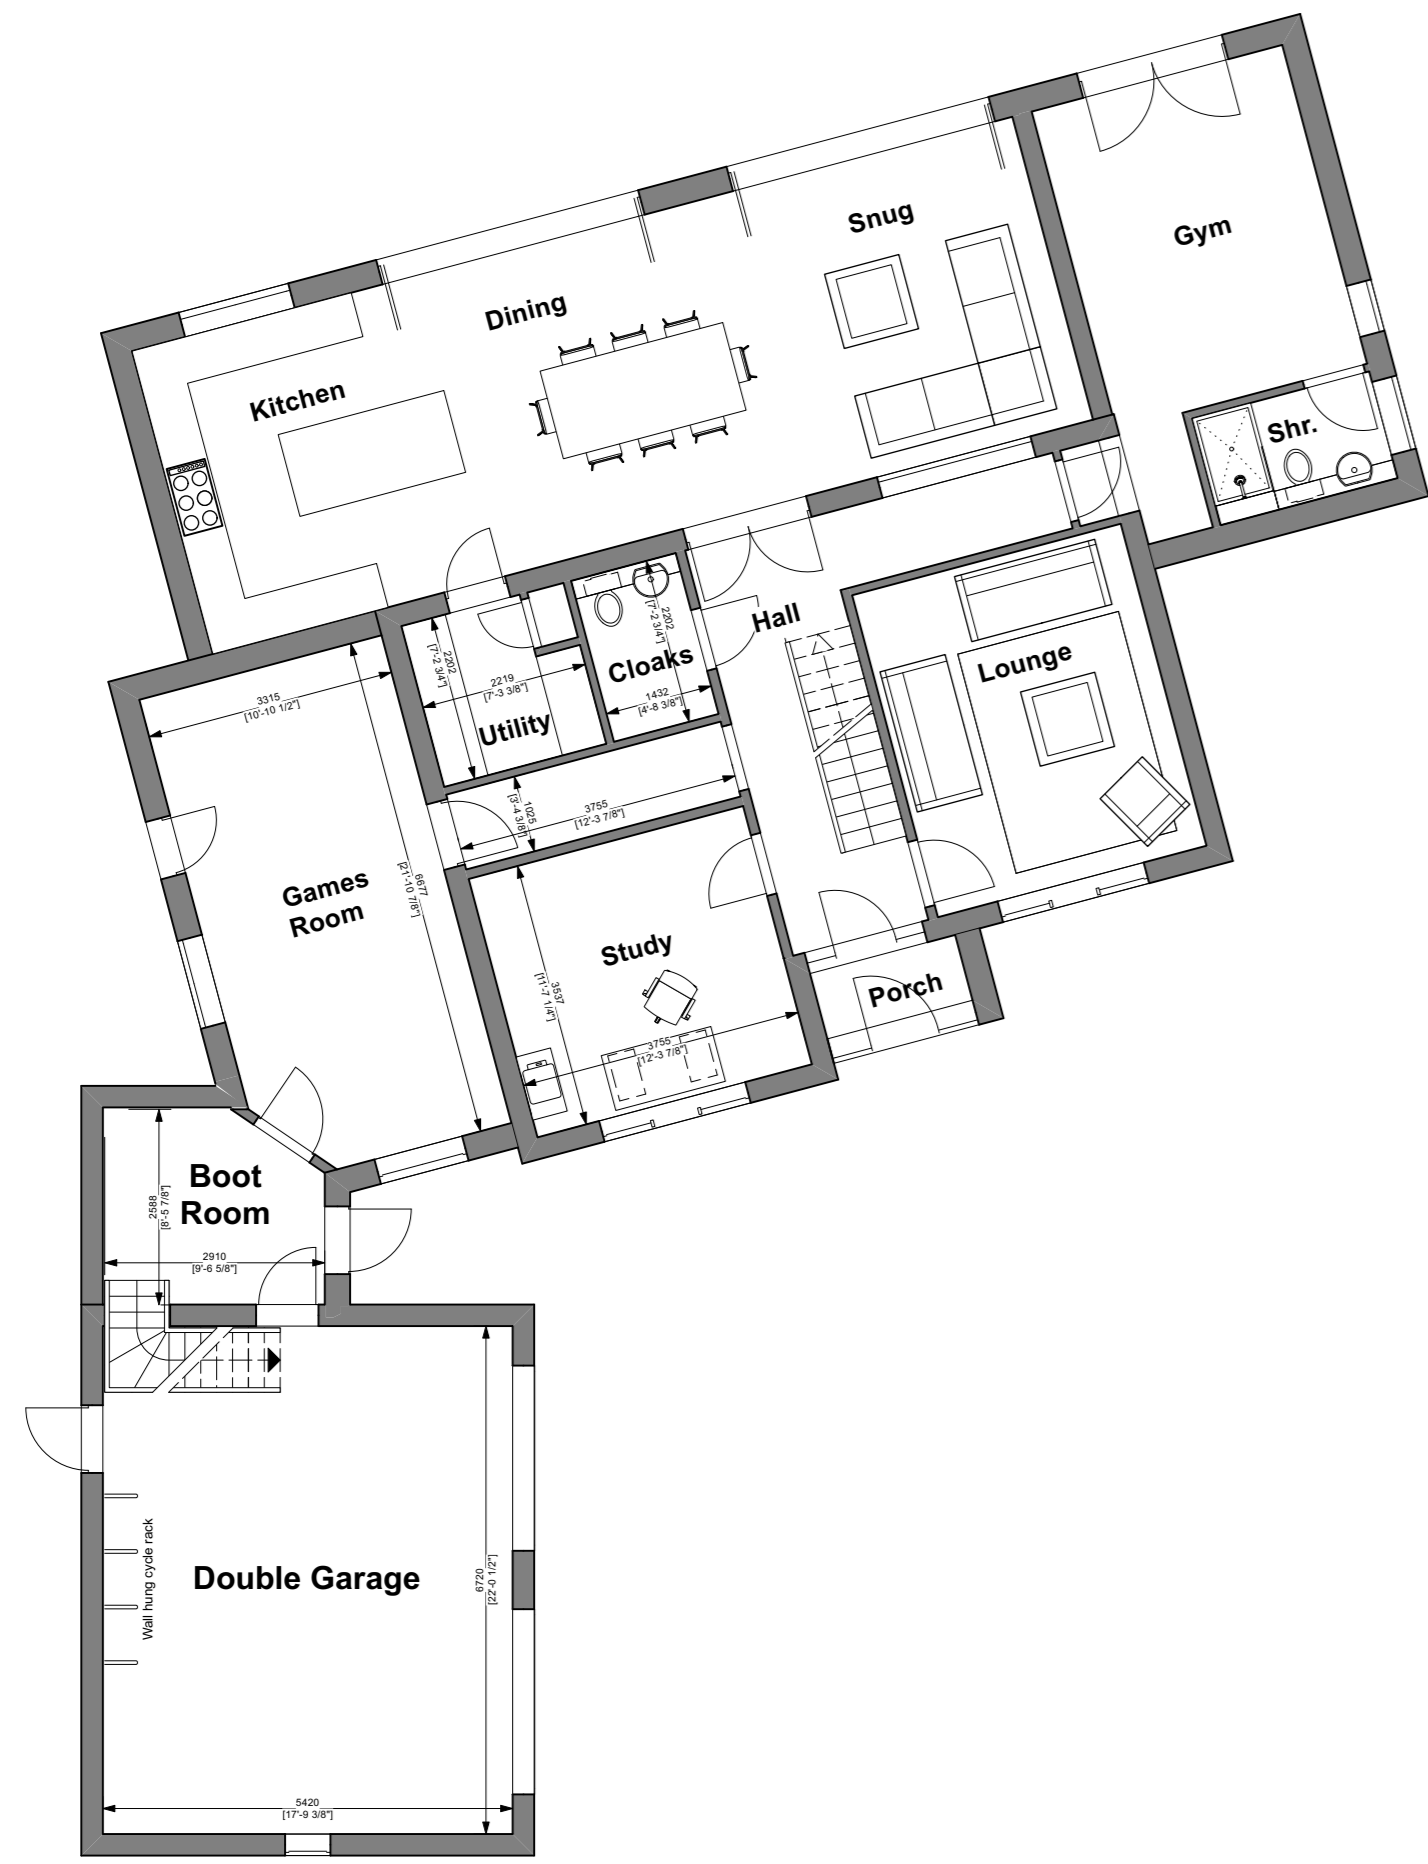 Gym
Snug
Dining
Kitchen
Shr.
Hall
Lounge
Cloaks
2202
[7'-2 3/4"]
1432
[4'-8 3/8"]
Utility
2202
[7'-2 3/4"]
2219
[7'-3 3/8"]
3315
[10'-10 1/2"]
6677
[21'-10 7/8"]
Games
Room
1025
[3'-4 3/8"]
3755
[12'-3 7/8"]
Study
3537
[11'-7 1/4"]
3755
[12'-3 7/8"]
Porch
Boot
Room
2588
[8'-5 7/8"]
2910
[9'-6 5/8"]
Double Garage
Wall hung cycle rack
6720
[22'-0 1/2"]
5420
[17'-9 3/8"]